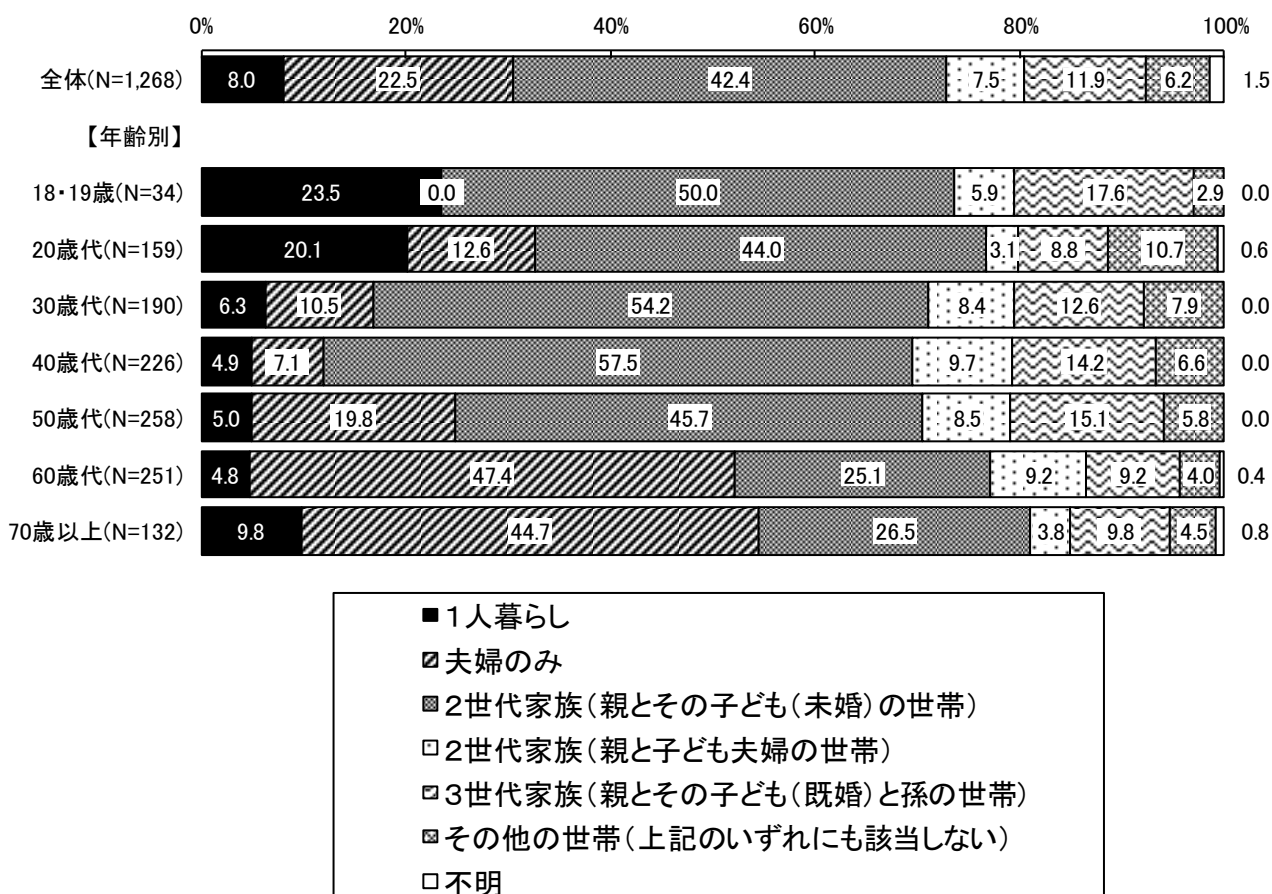 0% 20% 40% 60% 80% 100%
全体(N=1,268) 8.0 22.5 42.4 7.5 11.9 6.2 1.5
【年齢別】
18・19歳(N=34) 23.5 0.0 50.0 5.9 17.6 2.9 0.0
20歳代(N=159) 20.1 12.6 44.0 3.1 8.8 10.7 0.6
30歳代(N=190) 6.3 10.5 54.2 8.4 12.6 7.9 0.0
40歳代(N=226) 4.9 7.1 57.5 9.7 14.2 6.6 0.0
50歳代(N=258) 5.0 19.8 45.7 8.5 15.1 5.8 0.0
60歳代(N=251) 4.8 47.4 25.1 9.2 9.2 4.0 0.4
70歳以上(N=132) 9.8 44.7 26.5 3.8 9.8 4.5 0.8
１人暮らし
夫婦のみ
２世代家族（親とその子ども（未婚）の世帯）
２世代家族（親と子ども夫婦の世帯）
３世代家族（親とその子ども（既婚）と孫の世帯）
その他の世帯（上記のいずれにも該当しない）
不明